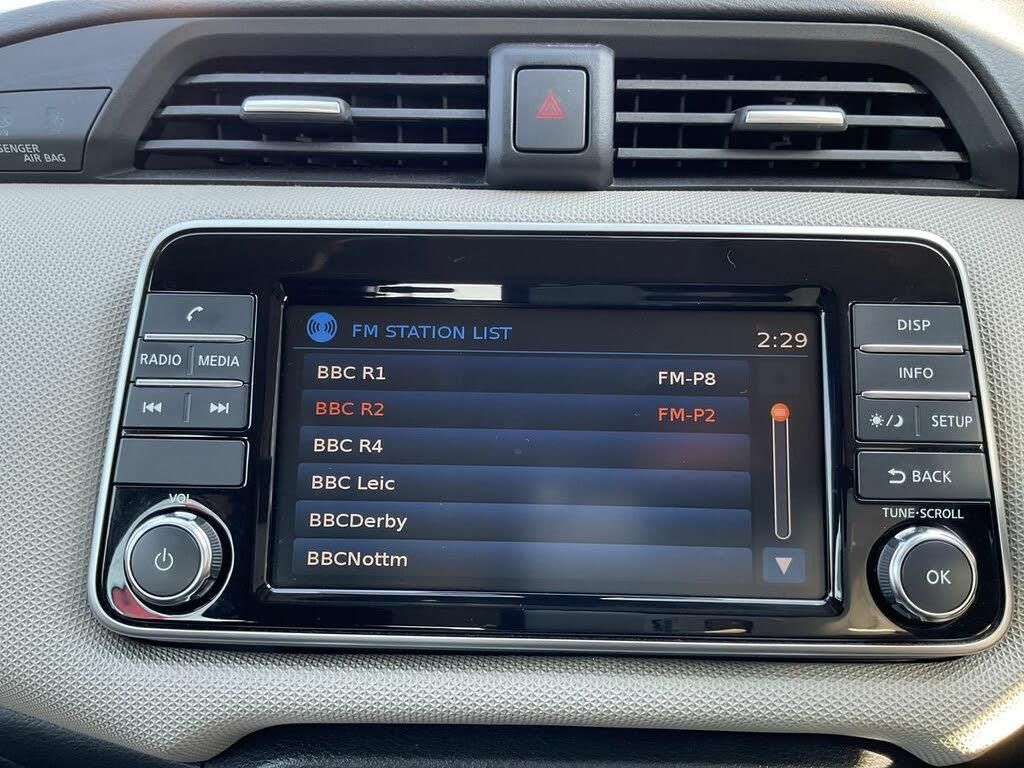 SENGER
AIR BAG
FM STATION LIST 2:29
BBC R1 FM-P8
BBC R2 FM-P2
BBC R4
BBC Leic
BBCDerby
BBCNottm
RADIO MEDIA
VOL
DISP
INFO
SETUP
BACK
TUNE·SCROLL
OK